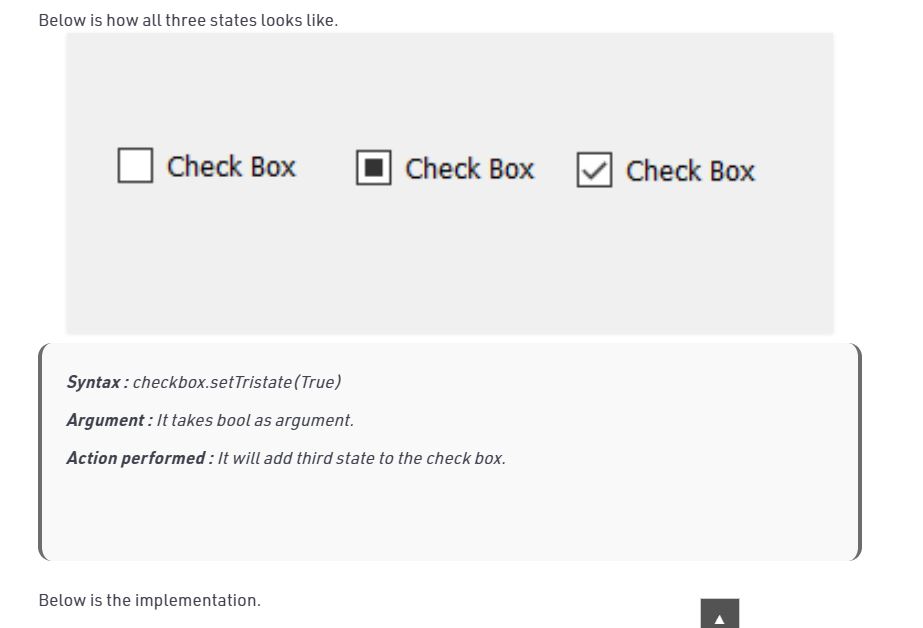 Below is how all three states looks like.
Check Box Check Box Check Box
Syntax : checkbox.setTristate(True)
Argument : It takes bool as argument.
Action performed : It will add third state to the check box.
Below is the implementation.